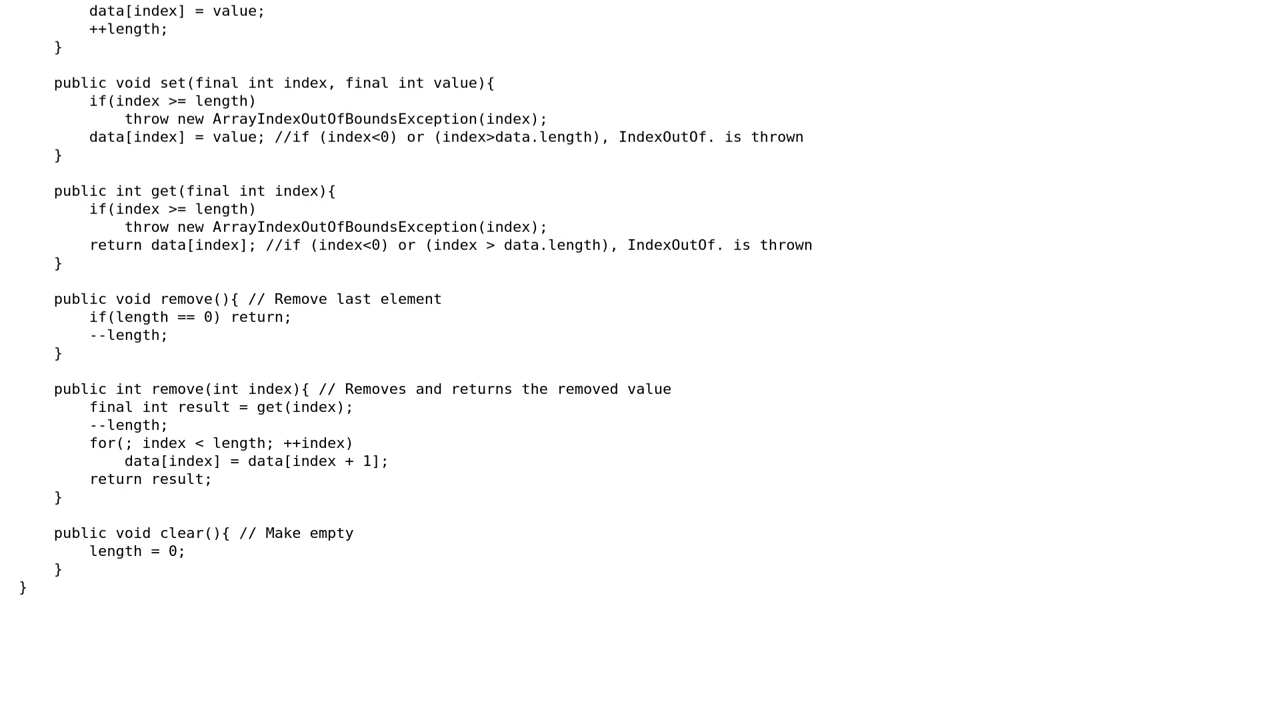 data[index] = value;
        ++length;
    }

    public void set(final int index, final int value){
        if(index >= length)
            throw new ArrayIndexOutOfBoundsException(index);
        data[index] = value; //if (index<0) or (index>data.length), IndexOutOf. is thrown
    }

    public int get(final int index){
        if(index >= length)
            throw new ArrayIndexOutOfBoundsException(index);
        return data[index]; //if (index<0) or (index > data.length), IndexOutOf. is thrown
    }

    public void remove(){ // Remove last element
        if(length == 0) return;
        --length;
    }

    public int remove(int index){ // Removes and returns the removed value
        final int result = get(index);
        --length;
        for(; index < length; ++index)
            data[index] = data[index + 1];
        return result;
    }

    public void clear(){ // Make empty
        length = 0;
    }
}